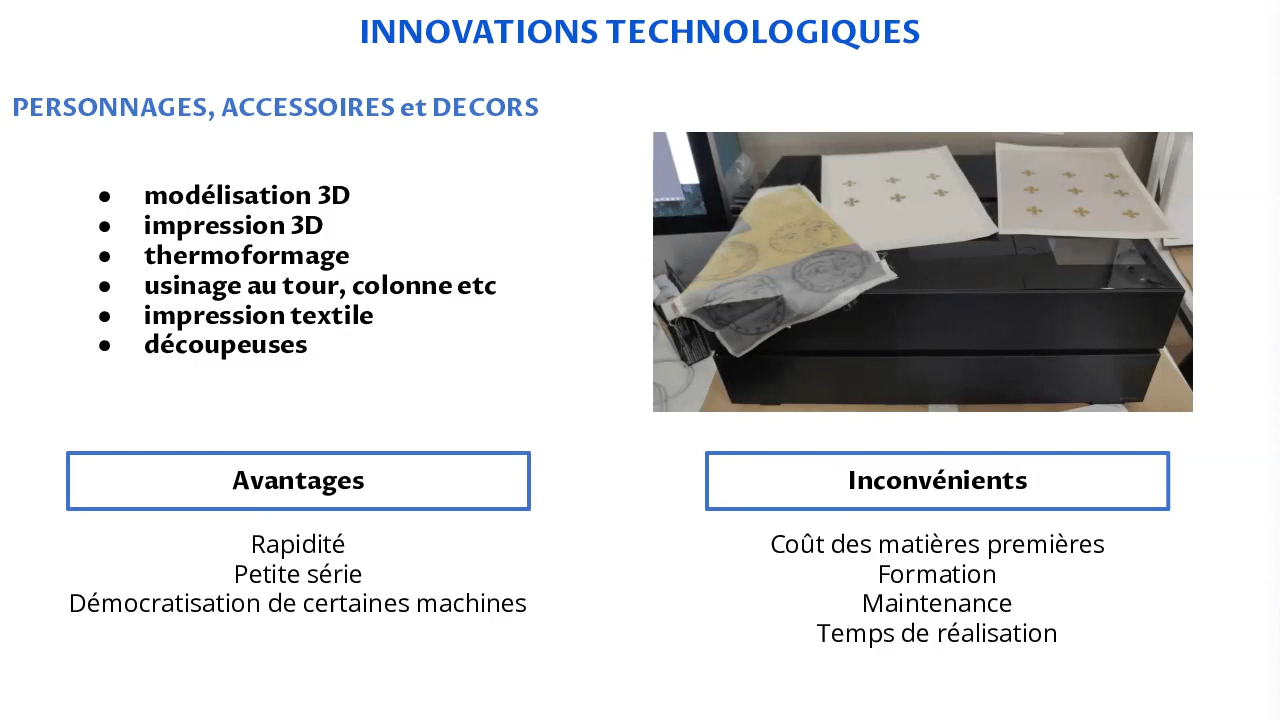 INNOVATIONS TECHNOLOGIQUES
PERSONNAGES, ACCESSOIRES et DECORS
● modélisation 3D
● impression 3D
● thermoformage
● usinage au tour, colonne etc
● impression textile
● découpeuses
Avantages
Rapidité
Petite série
Démocratisation de certaines machines
Inconvénients
Coût des matières premières
Formation
Maintenance
Temps de réalisation